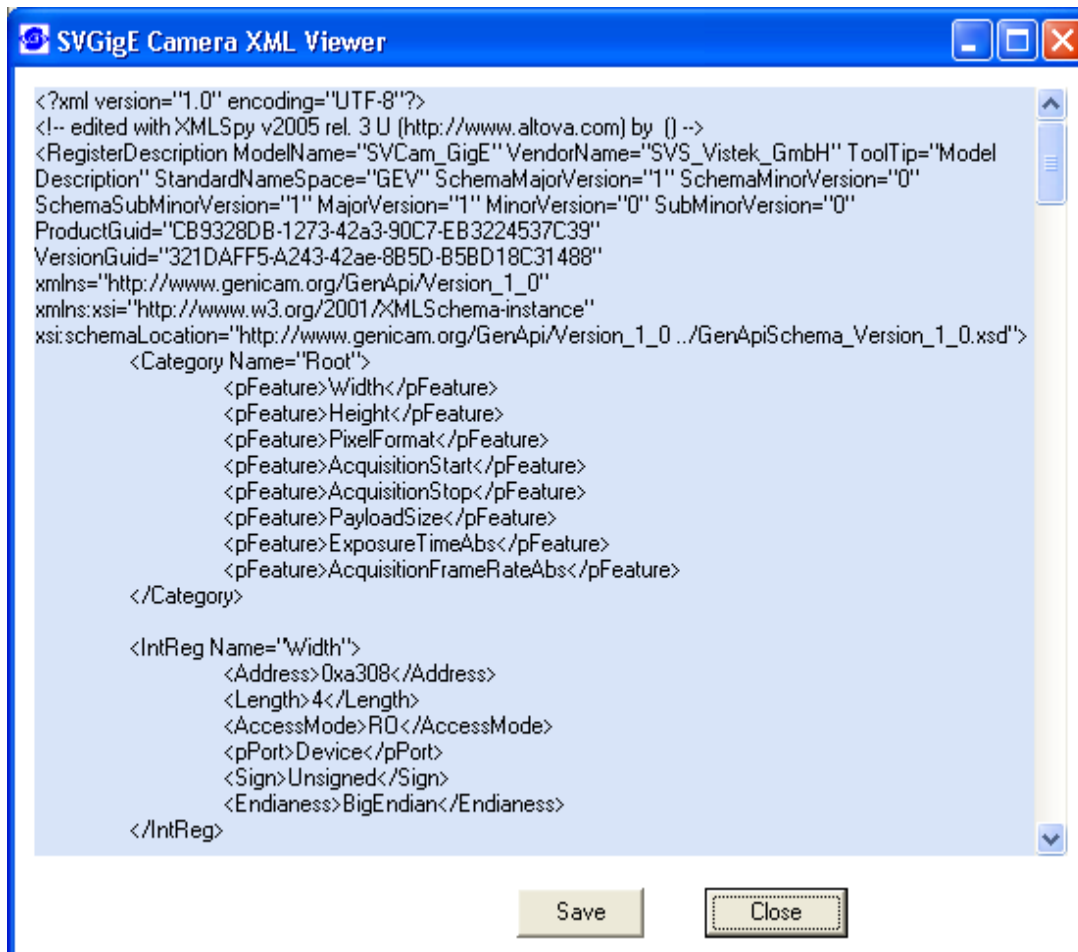 SVGigE Camera XML Viewer
<?xml version="1.0" encoding="UTF-8"?>
<!-- edited with XMLSpy v2005 rel. 3 U (http://www.altova.com) by  () -->
<RegisterDescription ModelName="SVCam_GigE" VendorName="SVS_Vistek_GmbH" ToolTip="Model
Description" StandardNameSpace="GEV" SchemaMajorVersion="1" SchemaMinorVersion="0"
SchemaSubMinorVersion="1" MajorVersion="1" MinorVersion="0" SubMinorVersion="0"
ProductGuid="CB9328DB-1273-42a3-90C7-EB3224537C39"
VersionGuid="321DAFF5-A243-42ae-8B5D-B5BD18C31488"
xmlns="http://www.genicam.org/GenApi/Version_1_0"
xmlns:xsi="http://www.w3.org/2001/XMLSchema-instance"
xsi:schemaLocation="http://www.genicam.org/GenApi/Version_1_0 ../GenApiSchema_Version_1_0.xsd">
<Category Name="Root">
<pFeature>Width</pFeature>
<pFeature>Height</pFeature>
<pFeature>PixelFormat</pFeature>
<pFeature>AcquisitionStart</pFeature>
<pFeature>AcquisitionStop</pFeature>
<pFeature>PayloadSize</pFeature>
<pFeature>ExposureTimeAbs</pFeature>
<pFeature>AcquisitionFrameRateAbs</pFeature>
</Category>
<IntReg Name="Width">
<Address>0xa308</Address>
<Length>4</Length>
<AccessMode>RO</AccessMode>
<pPort>Device</pPort>
<Sign>Unsigned</Sign>
<Endianess>BigEndian</Endianess>
</IntReg>
Save Close